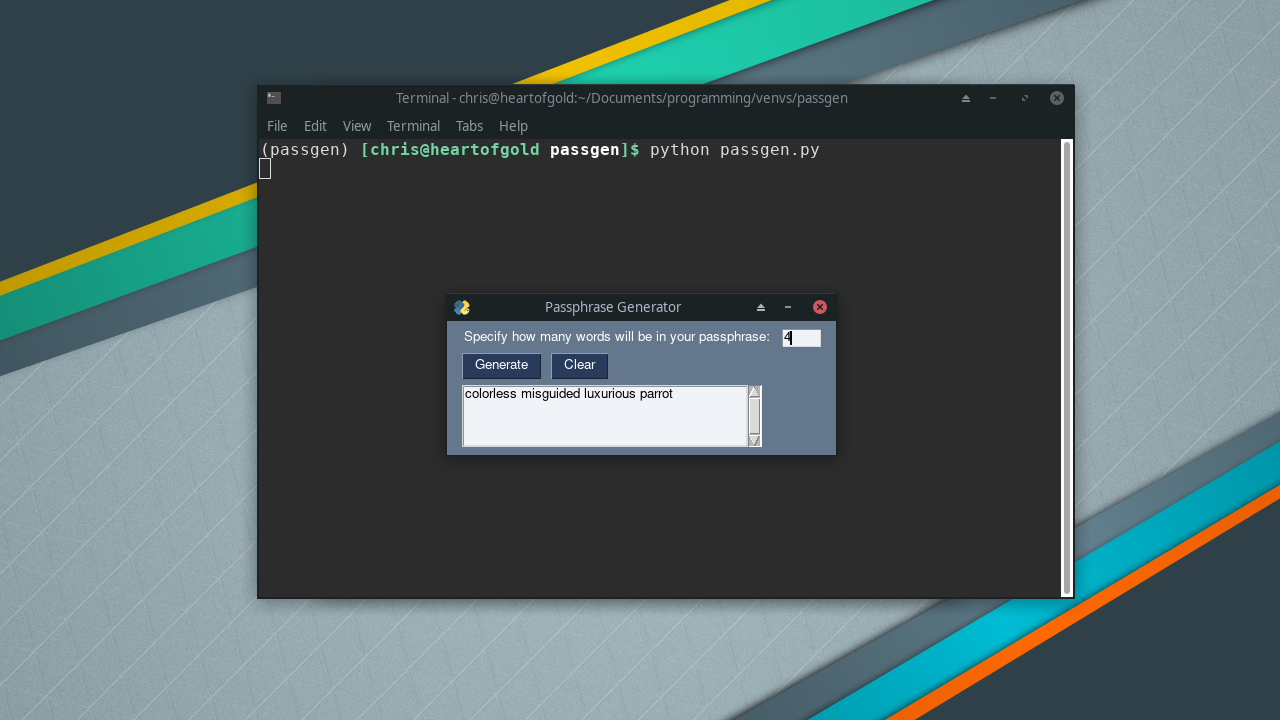 Terminal - chris@heartofgold:~/Documents/programming/venvs/passgen
File Edit View Terminal Tabs Help
(passgen) [chris@heartofgold passgen]$ python passgen.py
Passphrase Generator
Specify how many words will be in your passphrase: 4
Generate Clear
colorless misguided luxurious parrot